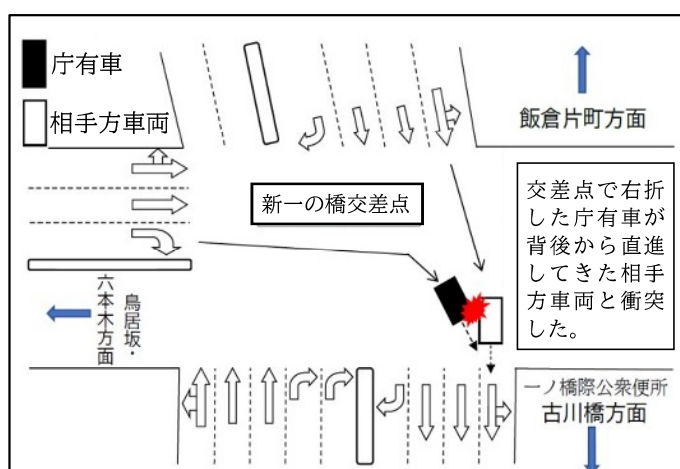 庁有車
相手方車両
飯倉片町方面
新一の橋交差点
交差点で右折
した庁有車が
背後から直進
してきた相手
方車両と衝突
した。
鳥居坂・
六本木方面
一ノ橋際公衆便所
古川橋方面